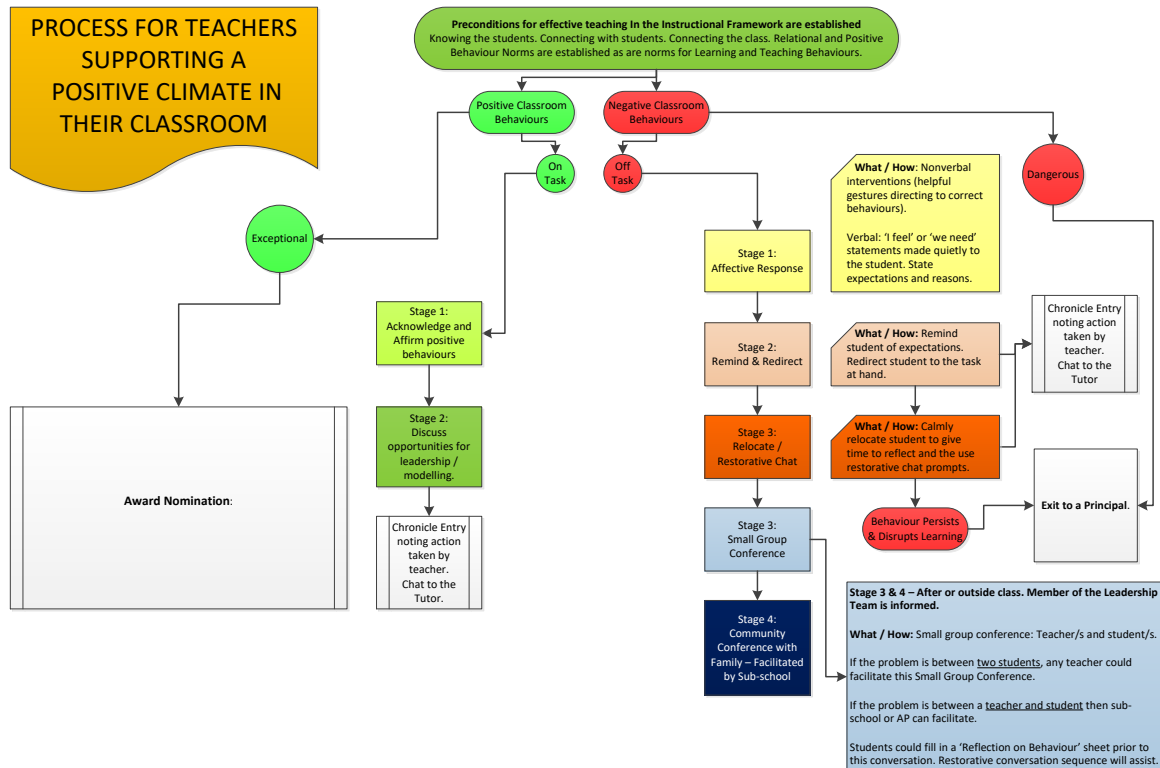 PROCESS FOR TEACHERS
SUPPORTING A
POSITIVE CLIMATE IN
THEIR CLASSROOM
Preconditions for effective teaching In the Instructional Framework are established
Knowing the students. Connecting with students. Connecting the class. Relational and Positive
Behaviour Norms are established as are norms for Learning and Teaching Behaviours.
Positive Classroom
Behaviours
Negative Classroom
Behaviours
On
Task
Off
Task
Dangerous
Exceptional
What / How: Nonverbal
interventions (helpful
gestures directing to correct
behaviours).
Verbal: ‘I feel’ or ‘we need’
statements made quietly to
the student. State
expectations and reasons.
Stage 1:
Affective Response
Stage 1:
Acknowledge and
Affirm positive
behaviours
Stage 2:
Remind & Redirect
What / How: Remind
student of expectations.
Redirect student to the task
at hand.
Chronicle Entry
noting action
taken by
teacher.
Chat to the
Tutor
Award Nomination:
Stage 2:
Discuss
opportunities for
leadership /
modelling.
Stage 3:
Relocate /
Restorative Chat
What / How: Calmly
relocate student to give
time to reflect and the use
restorative chat prompts.
Chronicle Entry
noting action
taken by
teacher.
Chat to the
Tutor.
Stage 3:
Small Group
Conference
Behaviour Persists
& Disrupts Learning
Exit to a Principal.
Stage 4:
Community
Conference with
Family – Facilitated
by Sub-school
Stage 3 & 4 – After or outside class. Member of the Leadership
Team is informed.
What / How: Small group conference: Teacher/s and student/s.
If the problem is between two students, any teacher could
facilitate this Small Group Conference.
If the problem is between a teacher and student then sub-
school or AP can facilitate.
Students could fill in a ‘Reflection on Behaviour’ sheet prior to
this conversation. Restorative conversation sequence will assist.